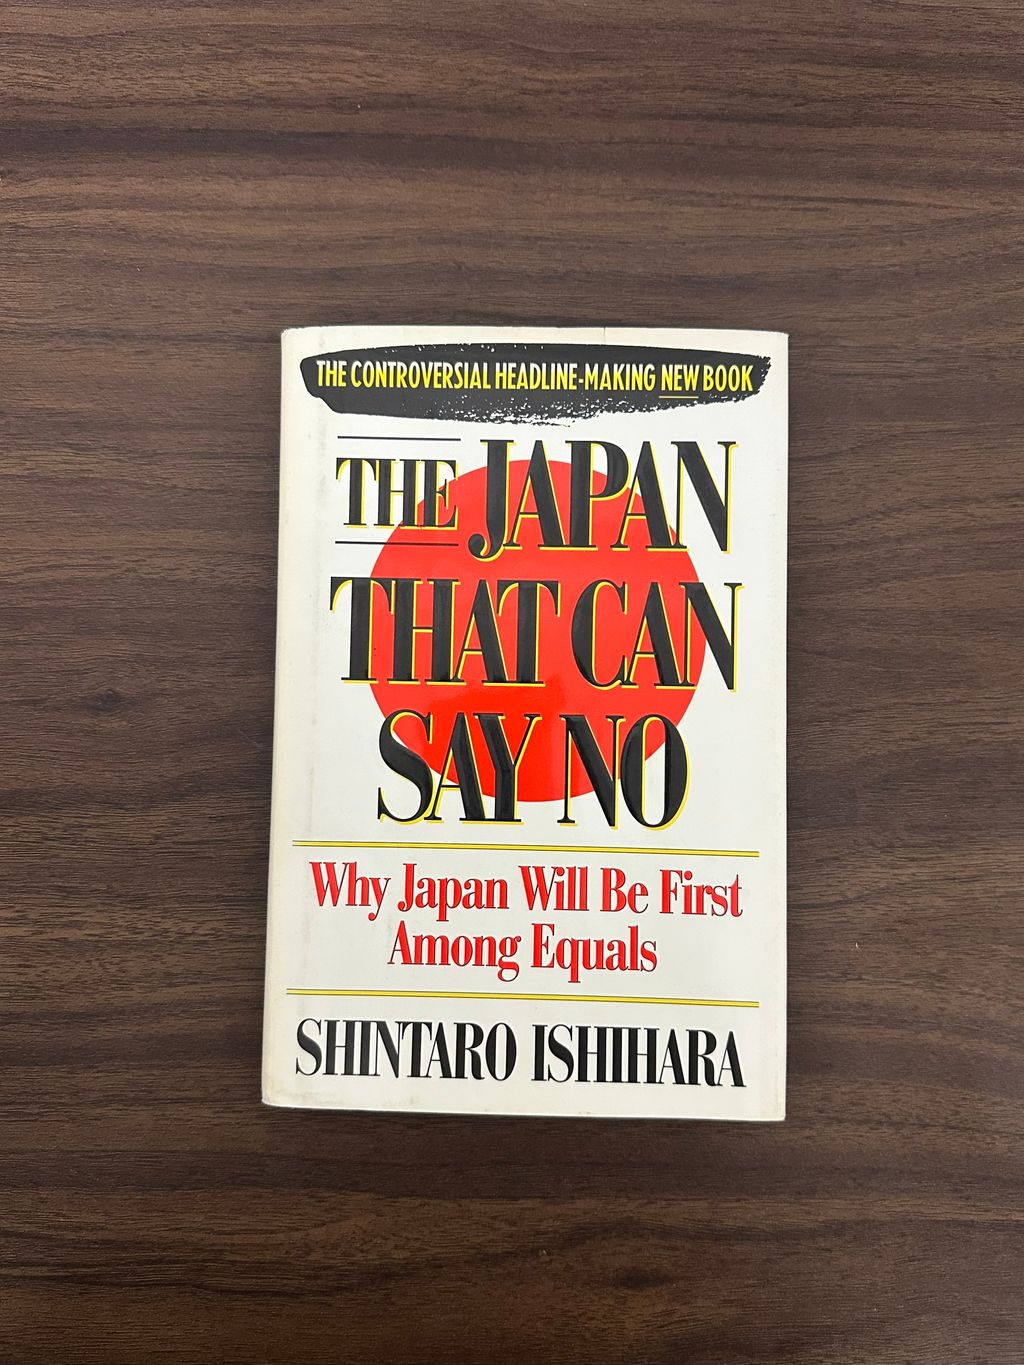 THE CONTROVERSIAL HEADLINE-MAKING NEW BOOK
THE JAPAN
THAT CAN
SAY NO
Why Japan Will Be First
Among Equals
SHINTARO ISHIHARA